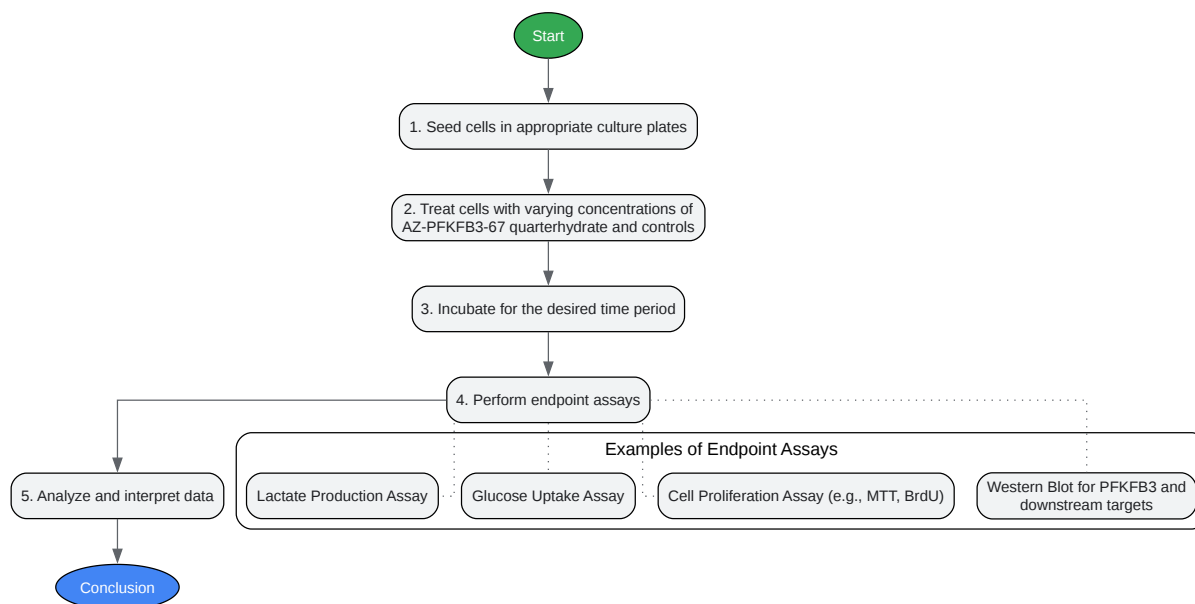 Start
1. Seed cells in appropriate culture plates
2. Treat cells with varying concentrations of
AZ-PFKFB3-67 quarterhydrate and controls
3. Incubate for the desired time period
4. Perform endpoint assays
Examples of Endpoint Assays
5. Analyze and interpret data
Lactate Production Assay
Glucose Uptake Assay
Cell Proliferation Assay (e.g., MTT, BrdU)
Western Blot for PFKFB3 and
downstream targets
Conclusion